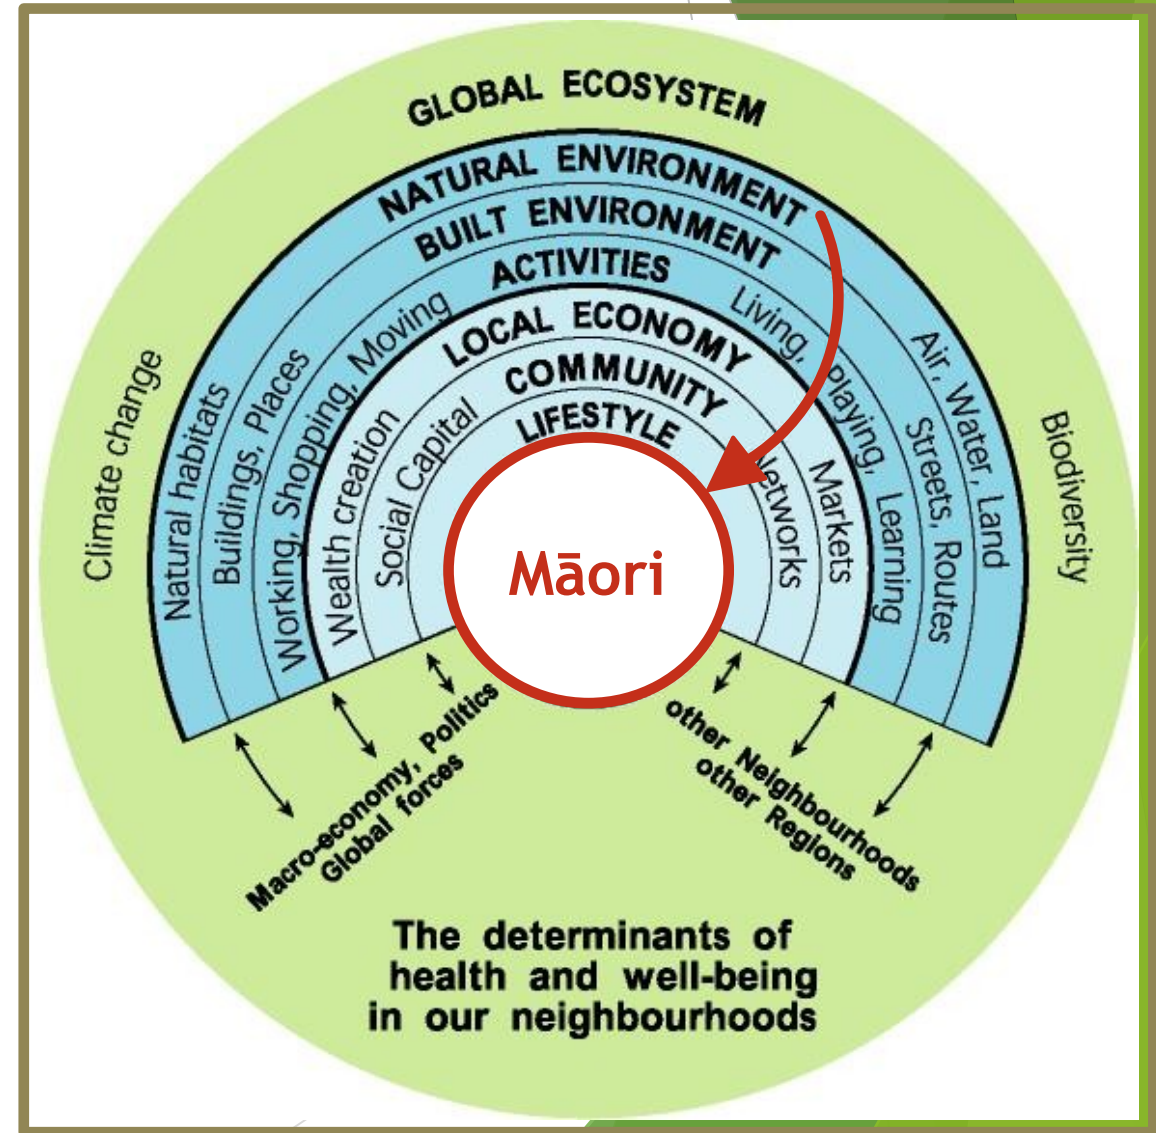 GLOBAL ECOSYSTEM
NATURAL ENVIRONMENT
BUILT ENVIRONMENT
ACTIVITIES
LOCAL ECONOMY
COMMUNITY
LIFESTYLE
Climate change
Natural habitats
Buildings, Places
Working, Shopping, Moving
Wealth creation
Social Capital
Living, Playing, Learning
Air, Water, Land
Streets, Routes
Markets
Networks
Biodiversity
Māori
Macro-economy, Politics
Global forces
other Neighbourhoods
other Regions
The determinants of
health and well-being
in our neighbourhoods